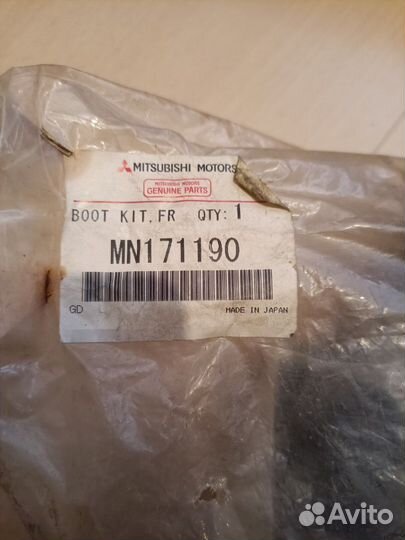 MITSUBISHI MOTORS
MITSUBISHI MOTORS
GENUINE PARTS
BOOT KIT,FR QTY: 1
MN171190
GD MADE IN JAPAN
Avito